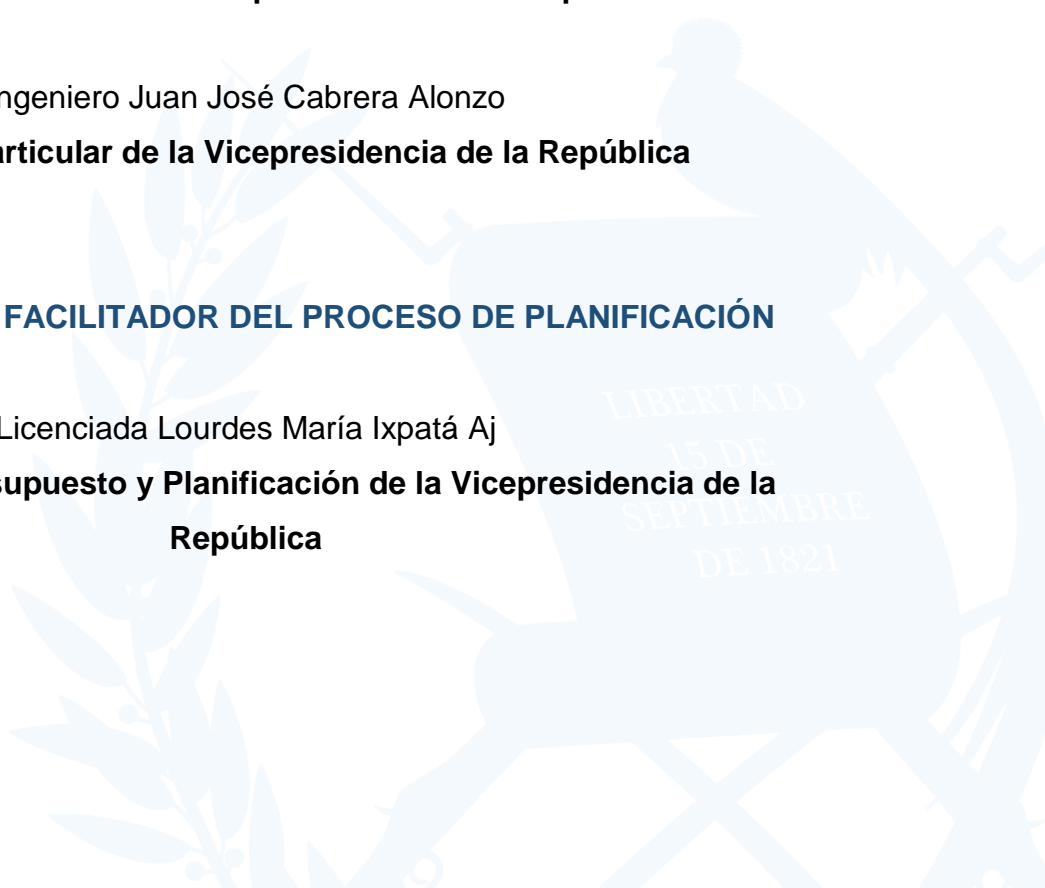 ngeniero Juan José Cabrera Alonzo
articular de la Vicepresidencia de la República
FACILITADOR DEL PROCESO DE PLANIFICACIÓN
Licenciada Lourdes María Ixpatá Aj
supuesto y Planificación de la Vicepresidencia de la
República
LIBERTAD
15 DE
SEPTIEMBRE
DE 1821